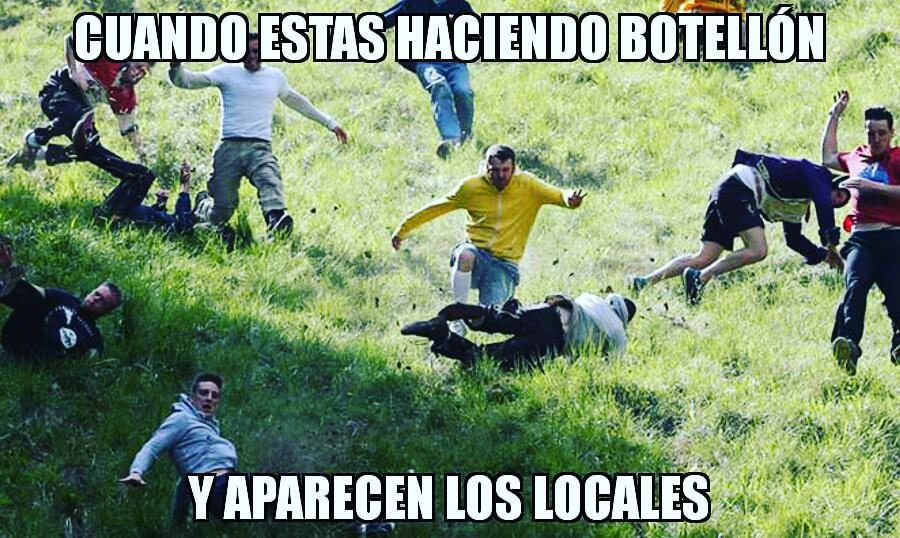 CUANDO ESTAS HACIENDO BOTELLÓN
Y APARECEN LOS LOCALES